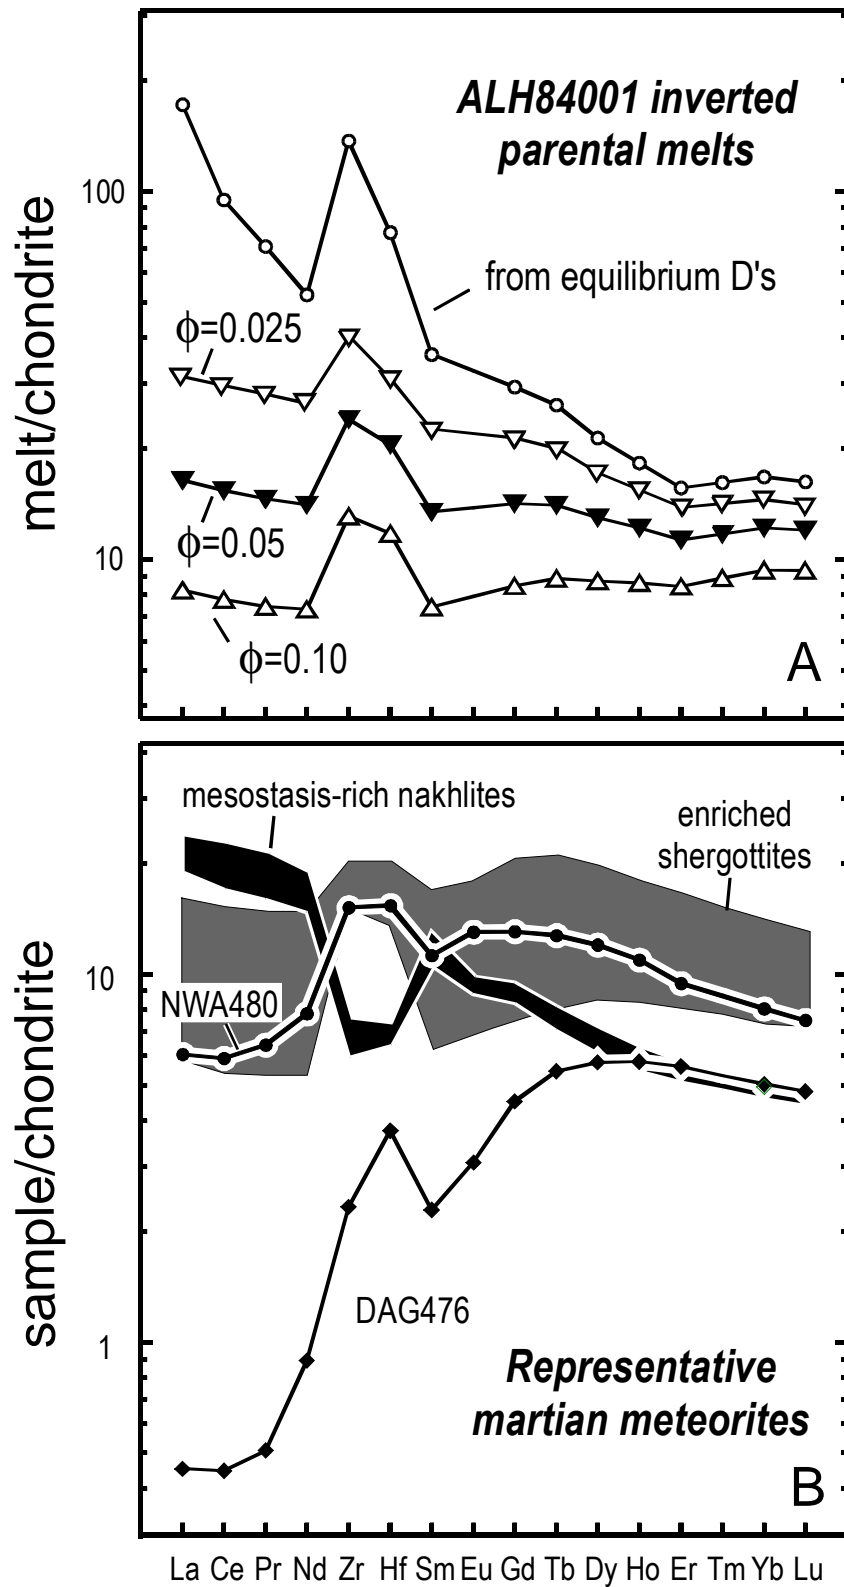 ALH84001 inverted
parental melts
100
from equilibrium D's
ϕ=0.025
melt/chondrite
ϕ=0.05
10
ϕ=0.10
A
mesostasis-rich nakhlites
enriched
shergottites
10
NWA480
sample/chondrite
DAG476
1
Representative
martian meteorites
B
La Ce Pr Nd Zr Hf Sm Eu Gd Tb Dy Ho Er Tm Yb Lu